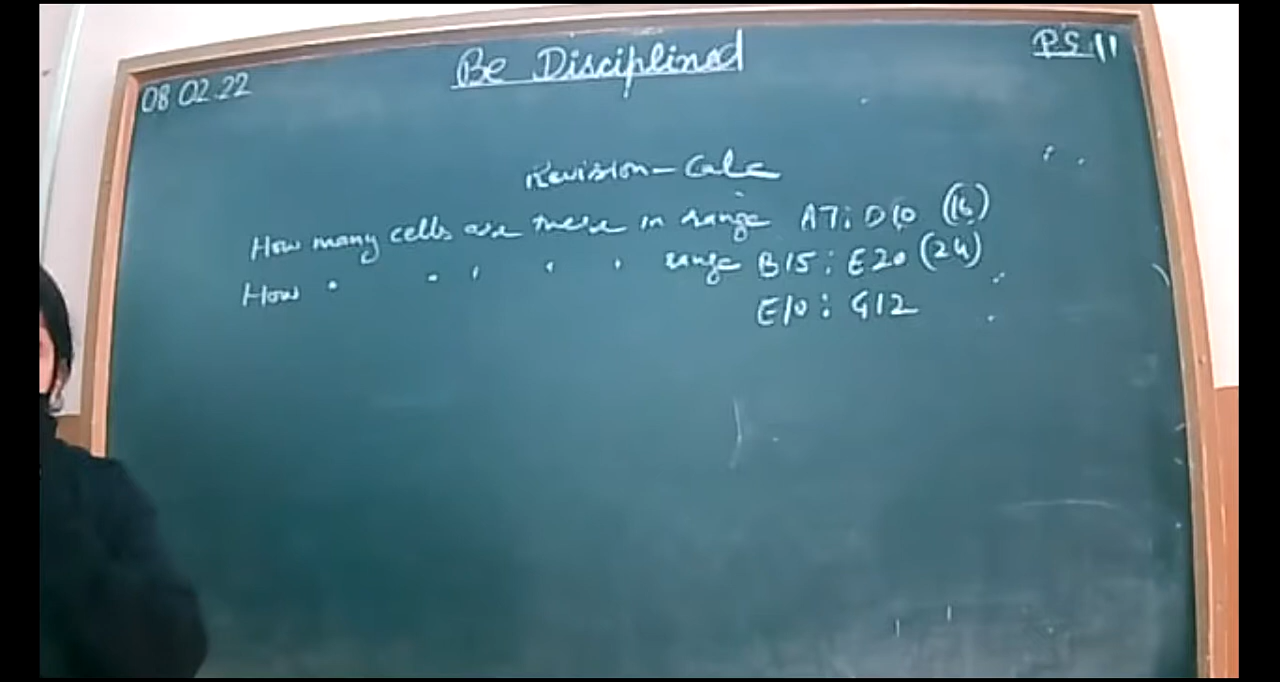 08.02.22
Be Disciplined
P.S. 11
Revision - Calc
How many cells are there in range A7: D10 (16)
How " " " " " range B15: E20 (24)
E10: G12